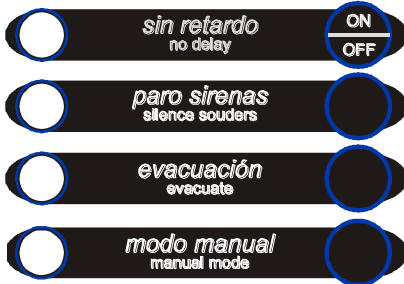 sin retardo
no delay
ON
OFF
paro sirenas
silence souders
evacuación
evacuate
modo manual
manual mode